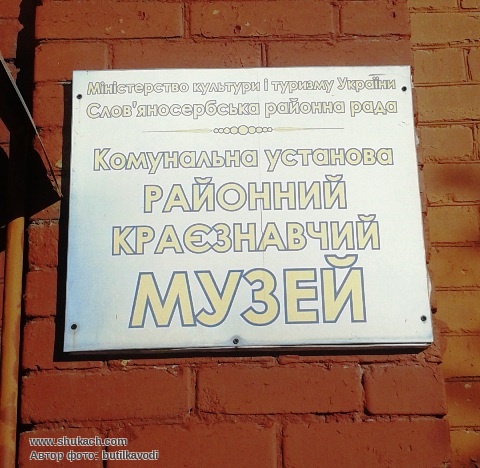 Міністерство культури і туризму України
Слов'яносербська районна рада
Комунальна установа
РАЙОННИЙ
КРАЄЗНАВЧИЙ
МУЗЕЙ
www.shukach.com
Автор фото: butilkavodi